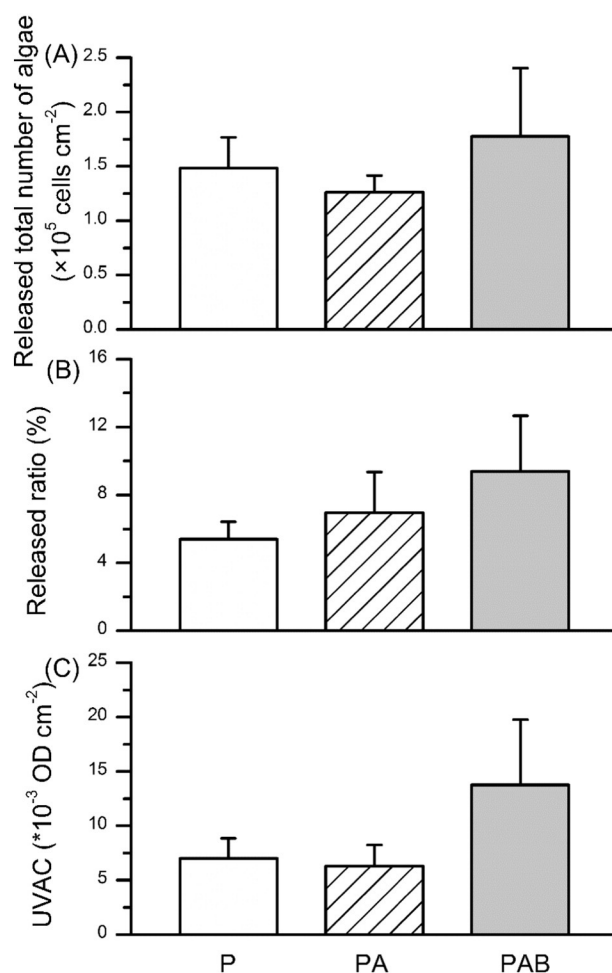 (A)
Released total number of algae
(×10⁵ cells cm⁻²)
2.5
2.0
1.5
1.0
0.5
0.0
(B)
Released ratio (%)
16
12
8
4
0
(C)
UVAC (*10⁻³ OD cm⁻²)
25
20
15
10
5
0
P PA PAB